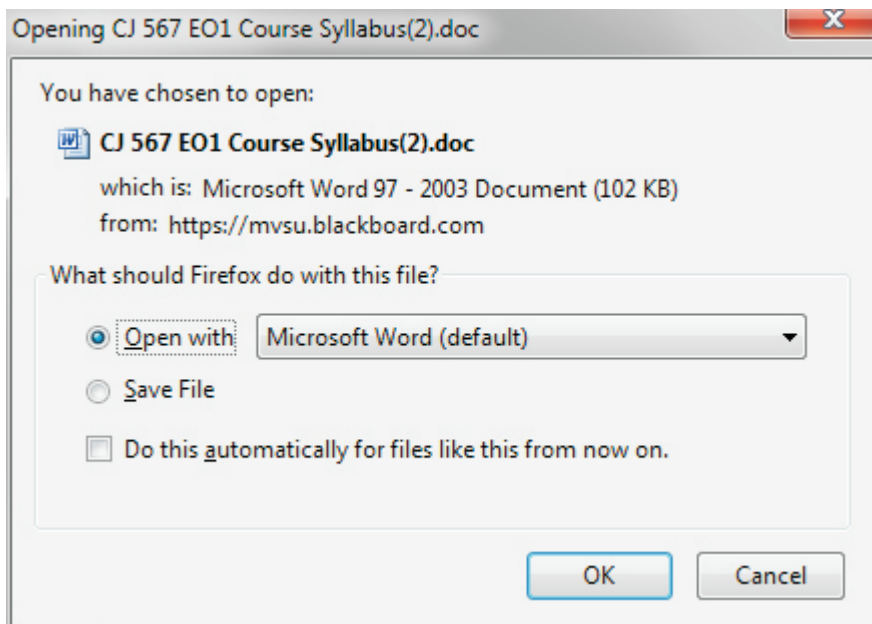 Opening CJ 567 EO1 Course Syllabus(2).doc
You have chosen to open:
CJ 567 EO1 Course Syllabus(2).doc
which is: Microsoft Word 97 - 2003 Document (102 KB)
from: https://mvsu.blackboard.com
What should Firefox do with this file?
Open with Microsoft Word (default)
Save File
Do this automatically for files like this from now on.
OK Cancel